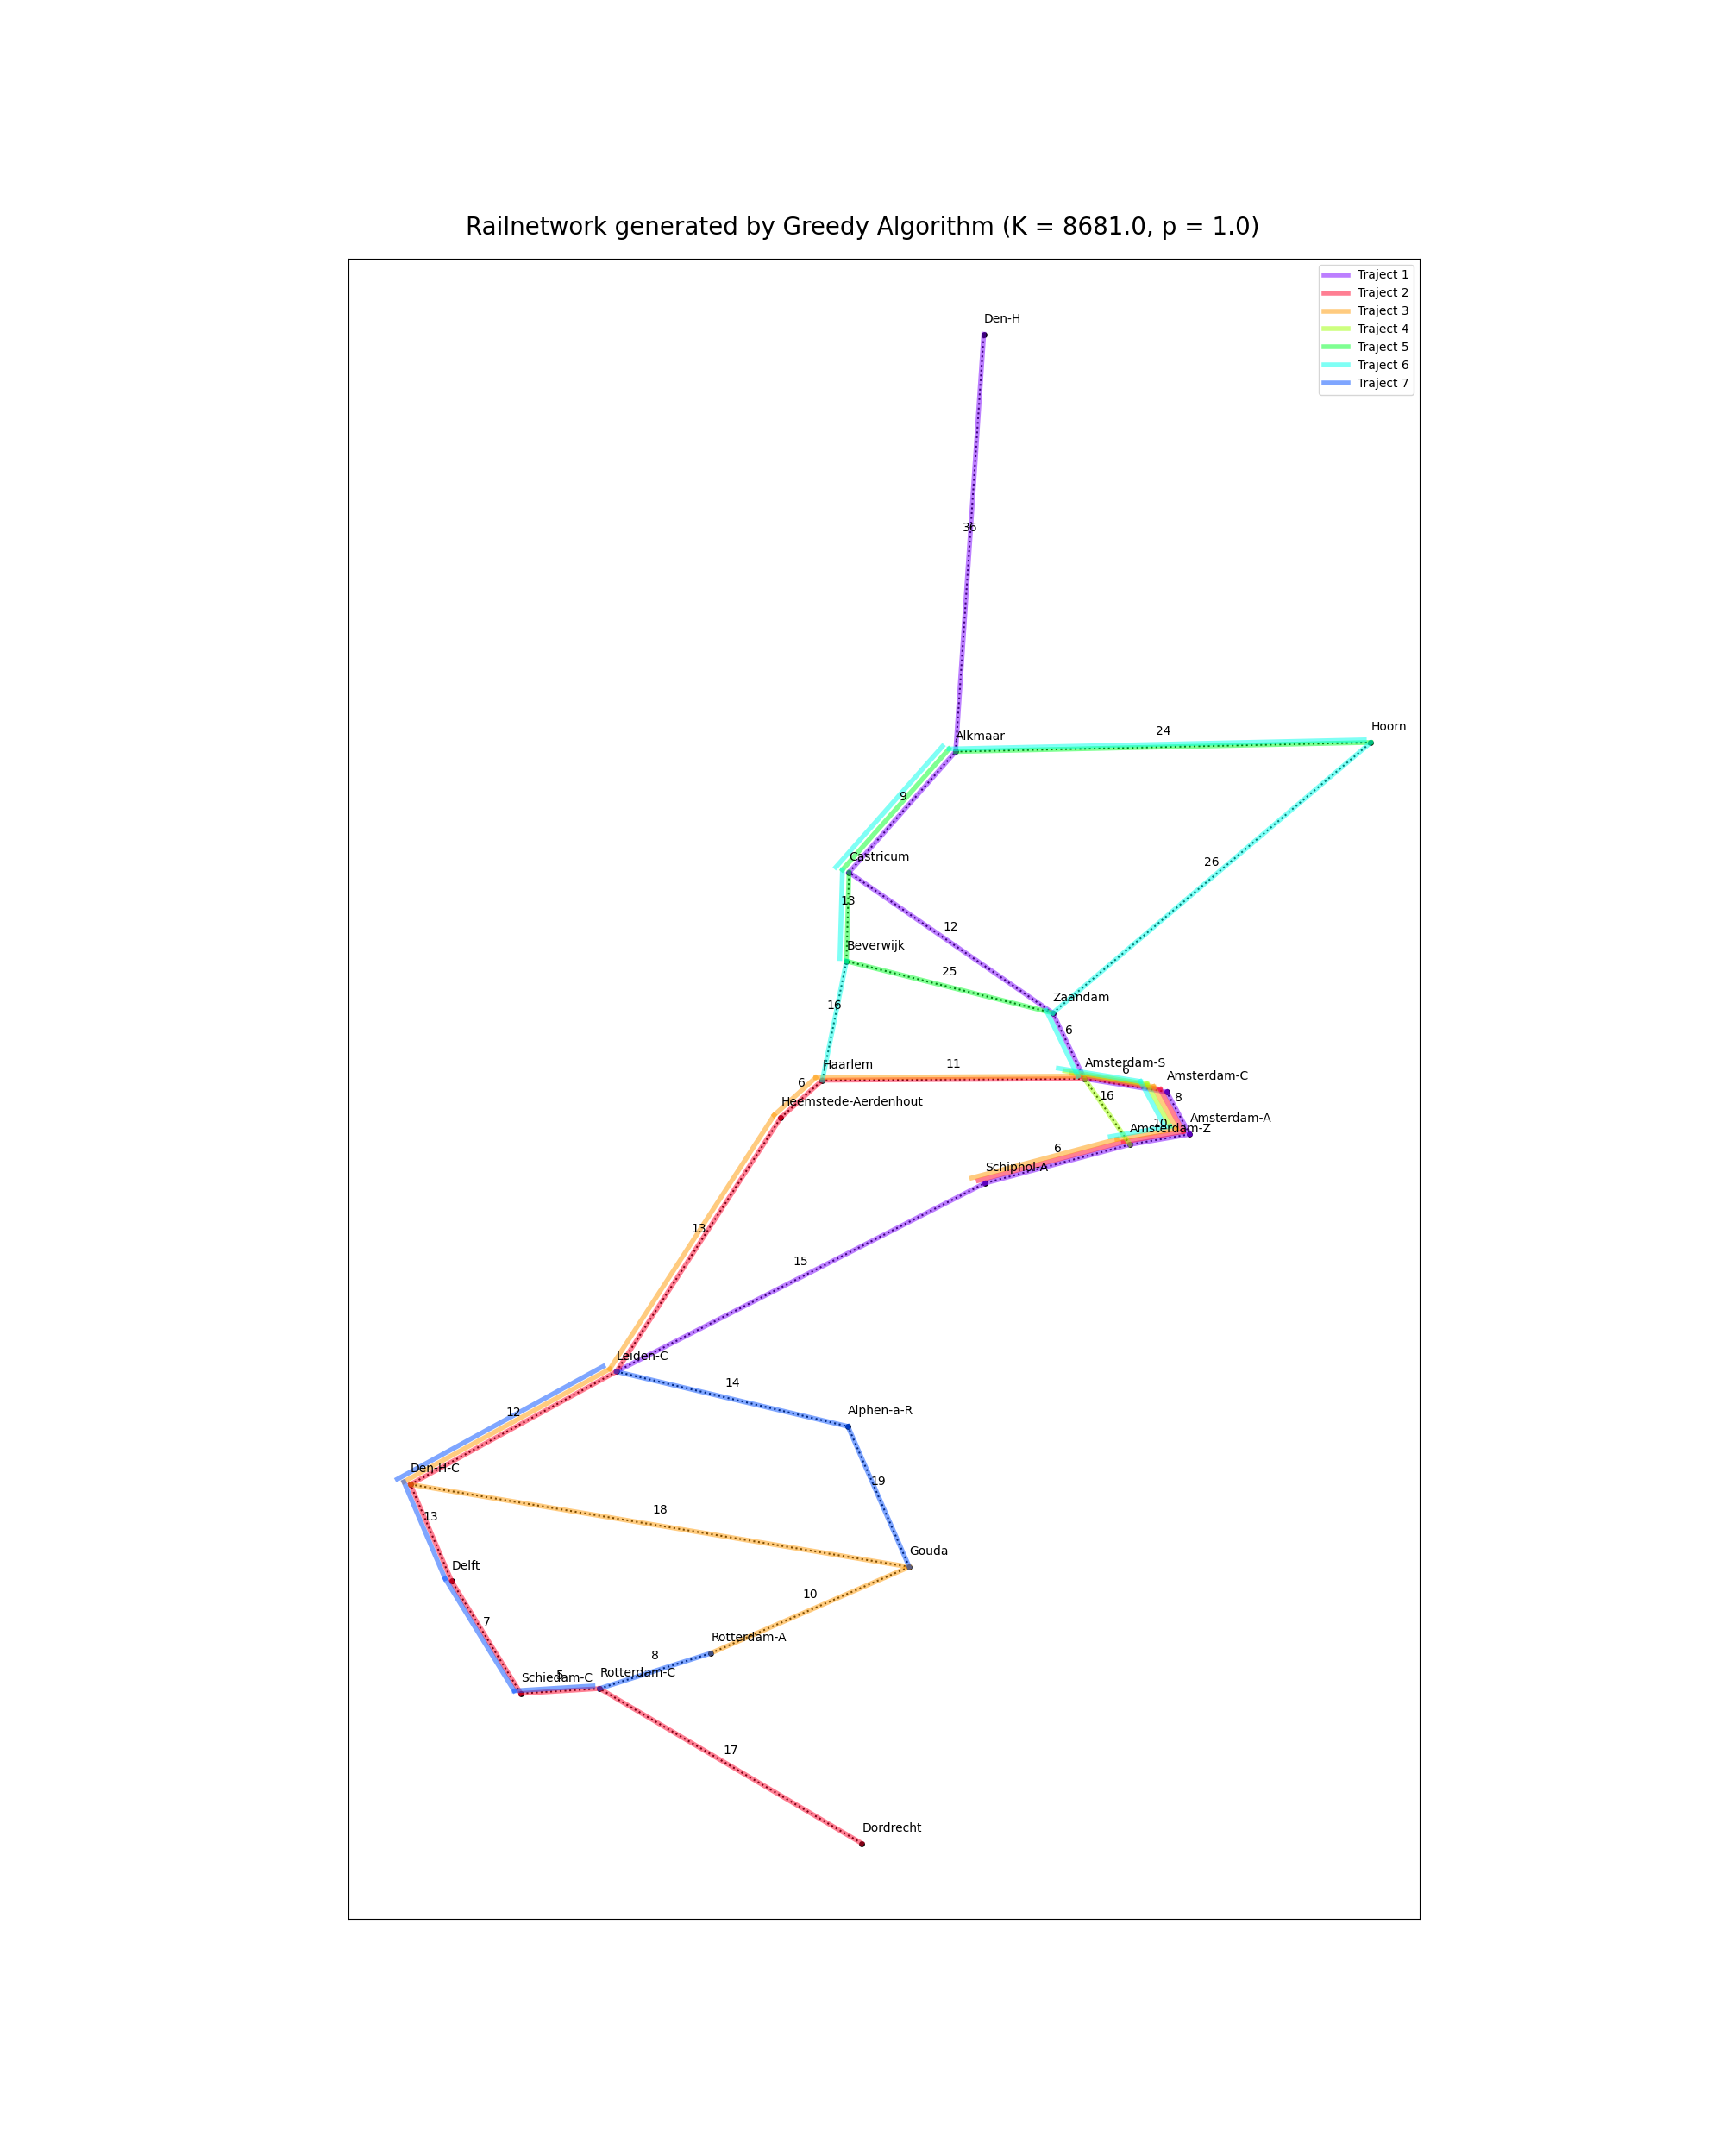 Railnetwork generated by Greedy Algorithm (K = 8681.0, p = 1.0)
Traject 1
Traject 2
Traject 3
Traject 4
Traject 5
Traject 6
Traject 7
Den-H
36
Hoorn
24
Alkmaar
9
Castricum
26
13
12
Beverwijk
25
Zaandam
16
6
Haarlem
11
Amsterdam-S
6
Amsterdam-C
6
Heemstede-Aerdenhout
16
8
Amsterdam-A
10
Amsterdam-Z
6
Schiphol-A
13
15
Leiden-C
14
12
Alphen-a-R
Den-H-C
19
18
13
Gouda
Delft
10
7
Rotterdam-A
8
Schiedam-C
5
Rotterdam-C
17
Dordrecht